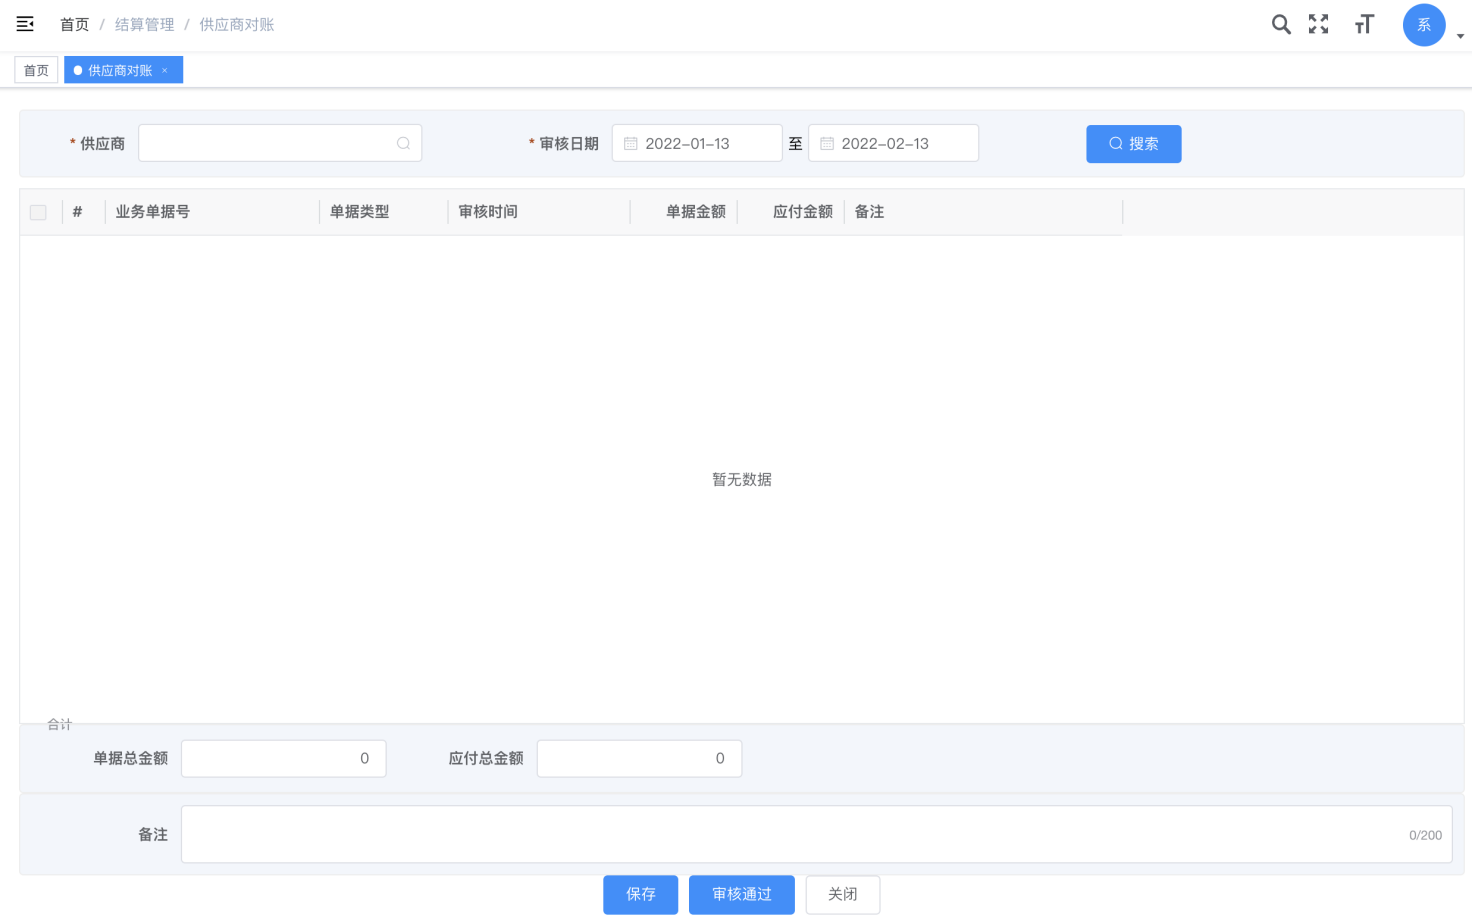 首页 / 结算管理 / 供应商对账
系
首页
供应商对账 ×
* 供应商
* 审核日期 2022-01-13 至 2022-02-13
搜索
# 业务单据号 单据类型 审核时间 单据金额 应付金额 备注
暂无数据
合计
单据总金额 0 应付总金额 0
备注 0/200
保存 审核通过 关闭